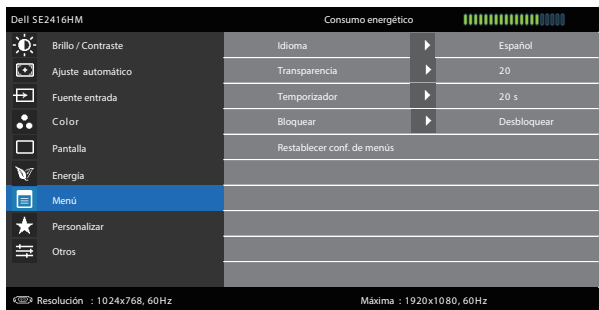 Dell SE2416HM Consumo energético
Brillo / Contraste Idioma Español
Ajuste automático Transparencia 20
Fuente entrada Temporizador 20 s
Color Bloquear Desbloquear
Pantalla Restablecer conf. de menús
Energía
Menú
Personalizar
Otros
Resolución : 1024x768, 60Hz Máxima : 1920x1080, 60Hz